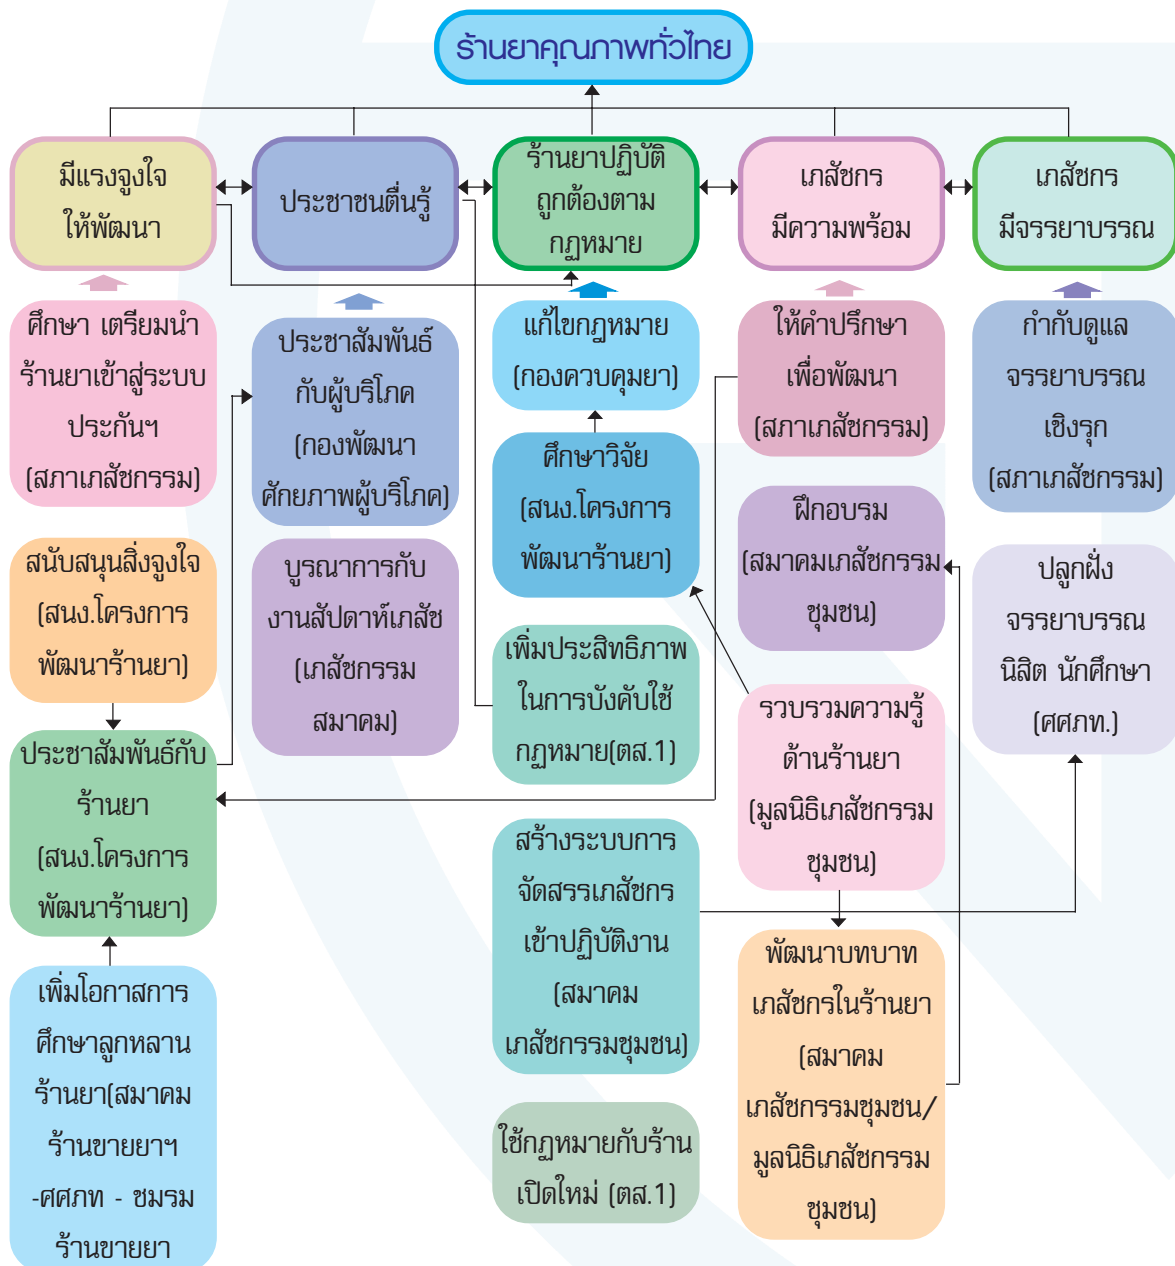 ร้านยาคุณภาพทั่วไทย
มีแรงจูงใจ
ให้พัฒนา
ประชาชนตื่นรู้
ร้านยาปฏิบัติ
ถูกต้องตาม
กฎหมาย
เภสัชกร
มีความพร้อม
เภสัชกร
มีจรรยาบรรณ
ศึกษา เตรียมนำ
ร้านยาเข้าสู่ระบบ
ประกันฯ
(สภาเภสัชกรรม)
ประชาสัมพันธ์
กับผู้บริโภค
(กองพัฒนา
ศักยภาพผู้บริโภค)
แก้ไขกฎหมาย
(กองควบคุมยา)
ให้คำปรึกษา
เพื่อพัฒนา
(สภาเภสัชกรรม)
กำกับดูแล
จรรยาบรรณ
เชิงรุก
(สภาเภสัชกรรม)
ศึกษาวิจัย
(สนง.โครงการ
พัฒนาร้านยา)
ฝึกอบรม
(สมาคมเภสัชกรรม
ชุมชน)
สนับสนุนสิ่งจูงใจ
(สนง.โครงการ
พัฒนาร้านยา)
บูรณาการกับ
งานสัปดาห์เภสัช
(เภสัชกรรม
สมาคม)
ปลูกฝั่ง
จรรยาบรรณ
นิสิต นักศึกษา
(ศศภท.)
เพิ่มประสิทธิภาพ
ในการบังคับใช้
กฎหมาย(ตส.1)
รวบรวมความรู้
ด้านร้านยา
(มูลนิธิเภสัชกรรม
ชุมชน)
ประชาสัมพันธ์กับ
ร้านยา
(สนง.โครงการ
พัฒนาร้านยา)
สร้างระบบการ
จัดสรรเภสัชกร
เข้าปฏิบัติงาน
(สมาคม
เภสัชกรรมชุมชน)
พัฒนาบทบาท
เภสัชกรในร้านยา
(สมาคม
เภสัชกรรมชุมชน/
มูลนิธิเภสัชกรรม
ชุมชน)
เพิ่มโอกาสการ
ศึกษาลูกหลาน
ร้านยา(สมาคม
ร้านขายยาฯ
-ศศภท - ชมรม
ร้านขายยา
ใช้กฎหมายกับร้าน
เปิดใหม่ (ตส.1)